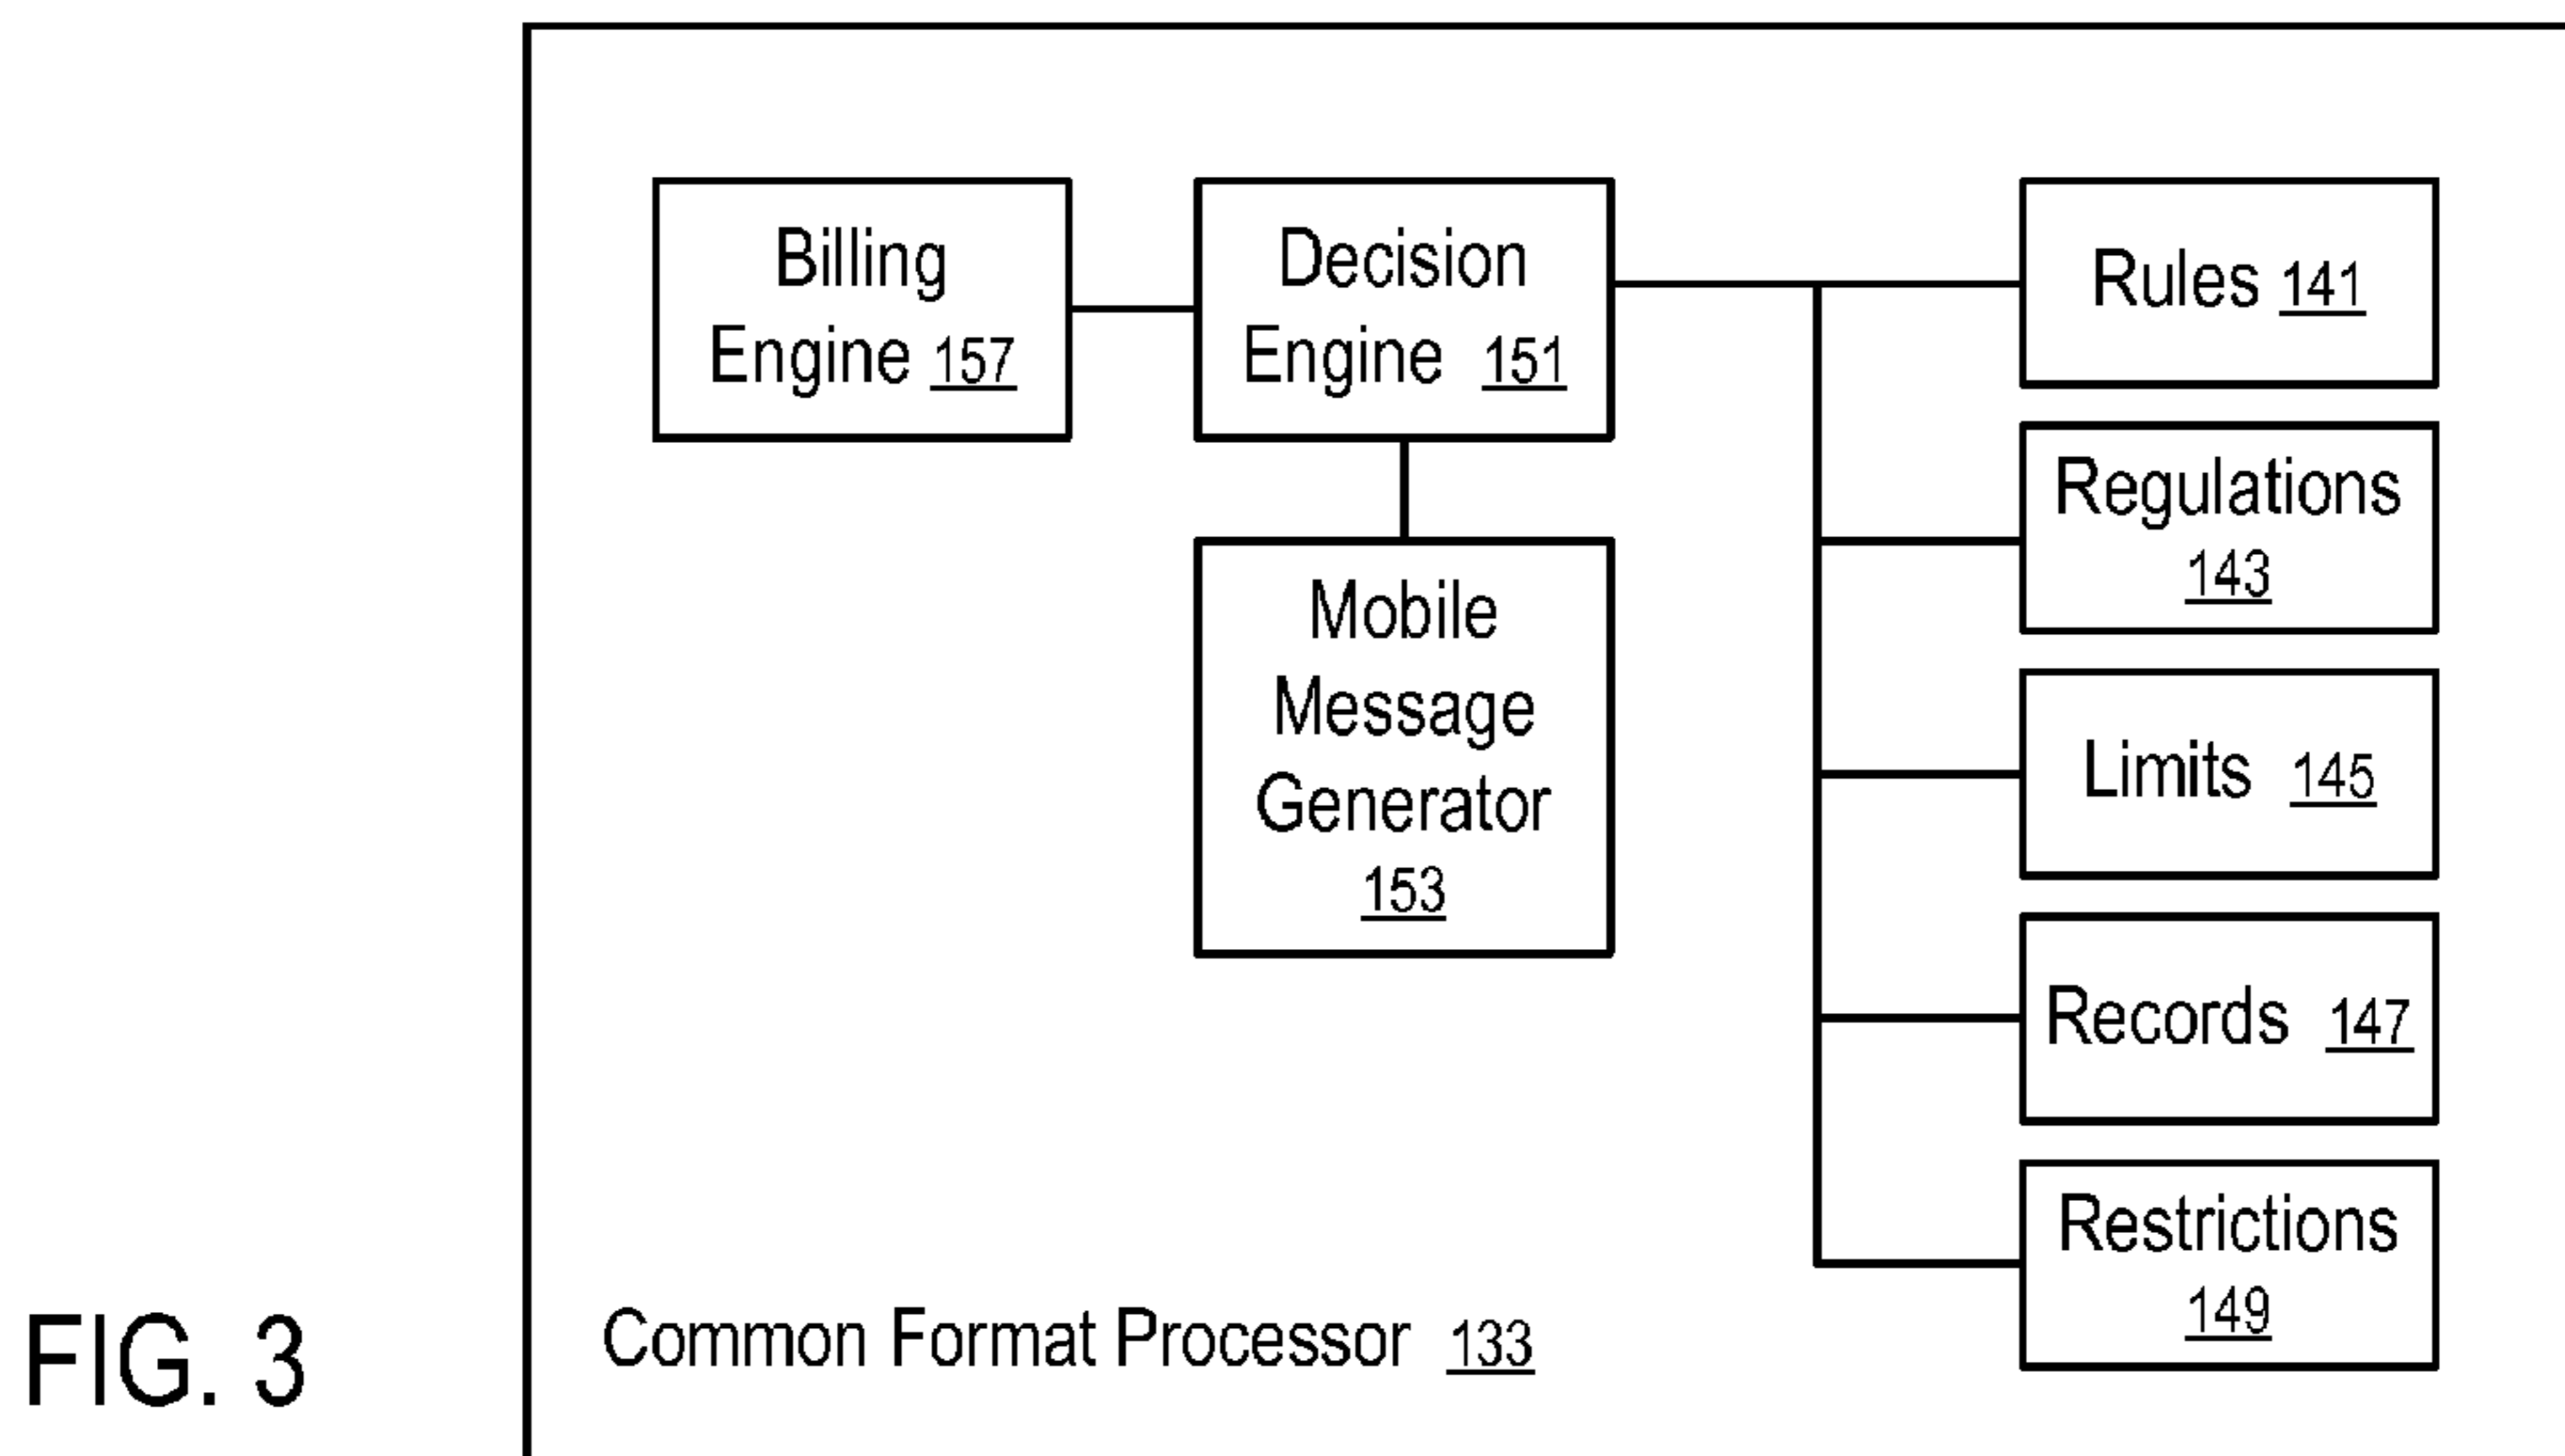 Billing
Engine 157
Decision
Engine 151
Mobile
Message
Generator
153
Rules 141
Regulations
143
Limits 145
Records 147
Restrictions
149
Common Format Processor 133
FIG. 3